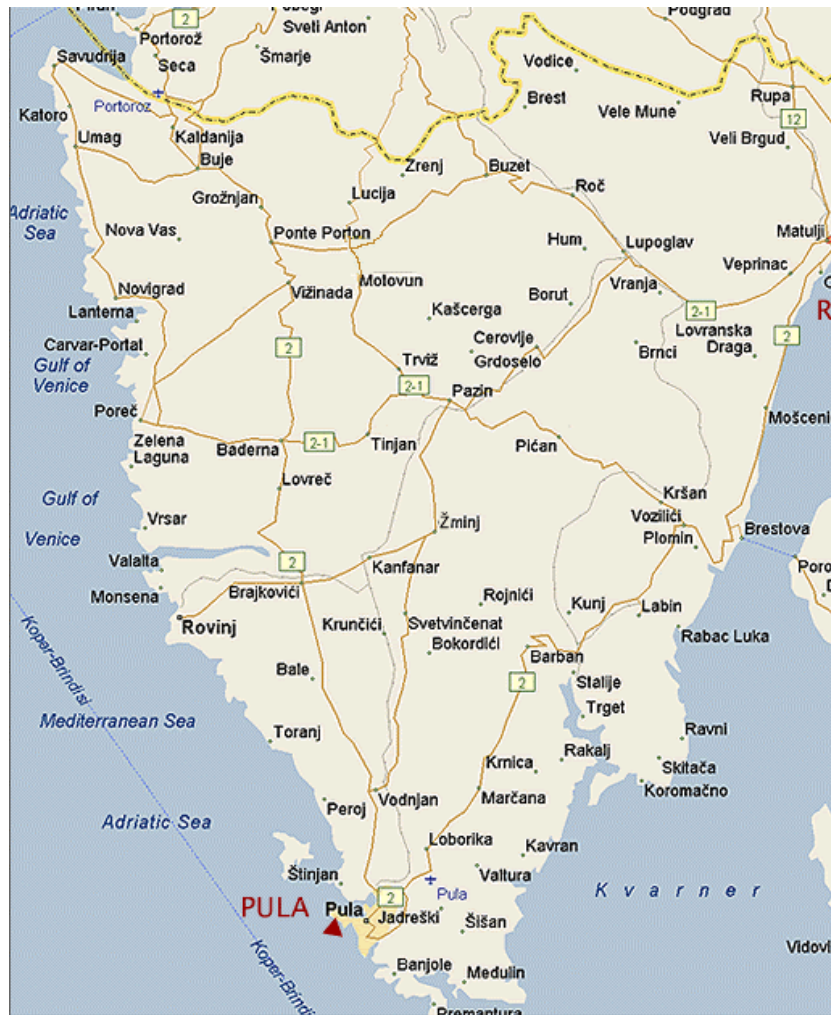 Portorož
2
Sveti Anton
Podgrad
Savudrija
Seca
Šmarje
Vodice
Portoroz
Brest
Vele Mune
Rupa
Katoro
12
Umag
Kaldanija
Veli Brgud
Buje
Zrenj
Buzet
Grožnjan
Lucija
Roč
Adriatic
Sea
Nova Vas
Ponte Porton
Hum
Lupoglav
Matulji
Veprinac
Novigrad
Vižinada
Motovun
Borut
Vranja
R
Lanterna
Kašcerga
2-1
Carvar-Portat
2
Cerovlje
Grdoselo
Brnci
Lovranska
Draga
2
Gulf of
Venice
Trviž
2-1
Pazin
Poreč
Mošceni
Zelena
Laguna
Baderna
2-1
Tinjan
Pićan
Lovreč
Kršan
Gulf of
Venice
Vrsar
Žminj
Vozilići
Plomin
Brestova
Valalta
2
Kanfanar
Poro
Monsena
Brajkovići
Rojnići
Kunj
Labin
Rovinj
Krunčići
Svetvinčenat
Bokordići
Rabac Luka
Koper-Brindisi
Barban
Bale
2
Stalije
Trget
Mediterranean Sea
Toranj
Ravni
Krnica
Rakalj
Skitača
Koromačno
Peroj
Vodnjan
Marčana
Adriatic Sea
Loborika
Kavran
Štinjan
Valtura
Pula
Kvarner
PULA
Pula
2
Jadreški
Šišan
Koper-Brindisi
Vidovi
Banjole
Medulin
Premantura